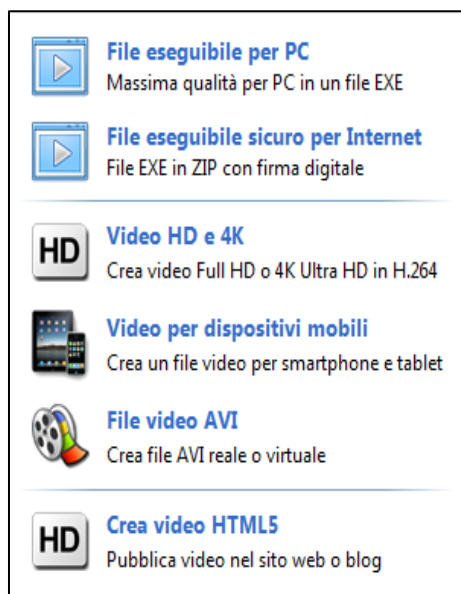 File eseguibile per PC
Massima qualità per PC in un file EXE
File eseguibile sicuro per Internet
File EXE in ZIP con firma digitale
HD
Video HD e 4K
Crea video Full HD o 4K Ultra HD in H.264
Video per dispositivi mobili
Crea un file video per smartphone e tablet
File video AVI
Crea file AVI reale o virtuale
HD
Crea video HTML5
Pubblica video nel sito web o blog